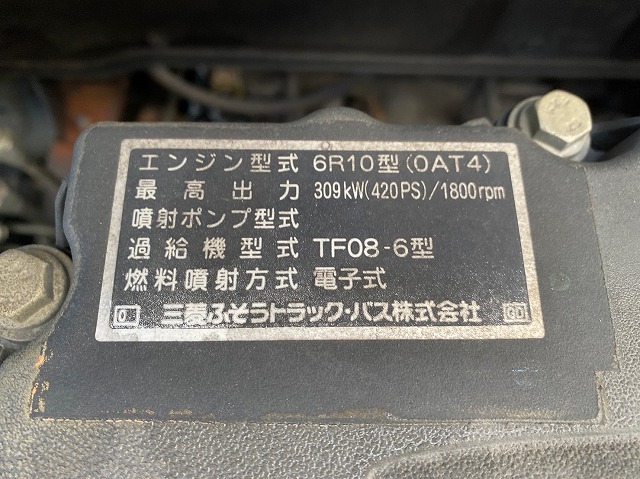 エンジン型式 6R10型(0AT4)
最高出力 309kW(420PS)/1800rpm
噴射ポンプ型式
過給機型式 TF08-6型
燃料噴射方式 電子式
0 三菱ふそうトラック・バス株式会社 GD